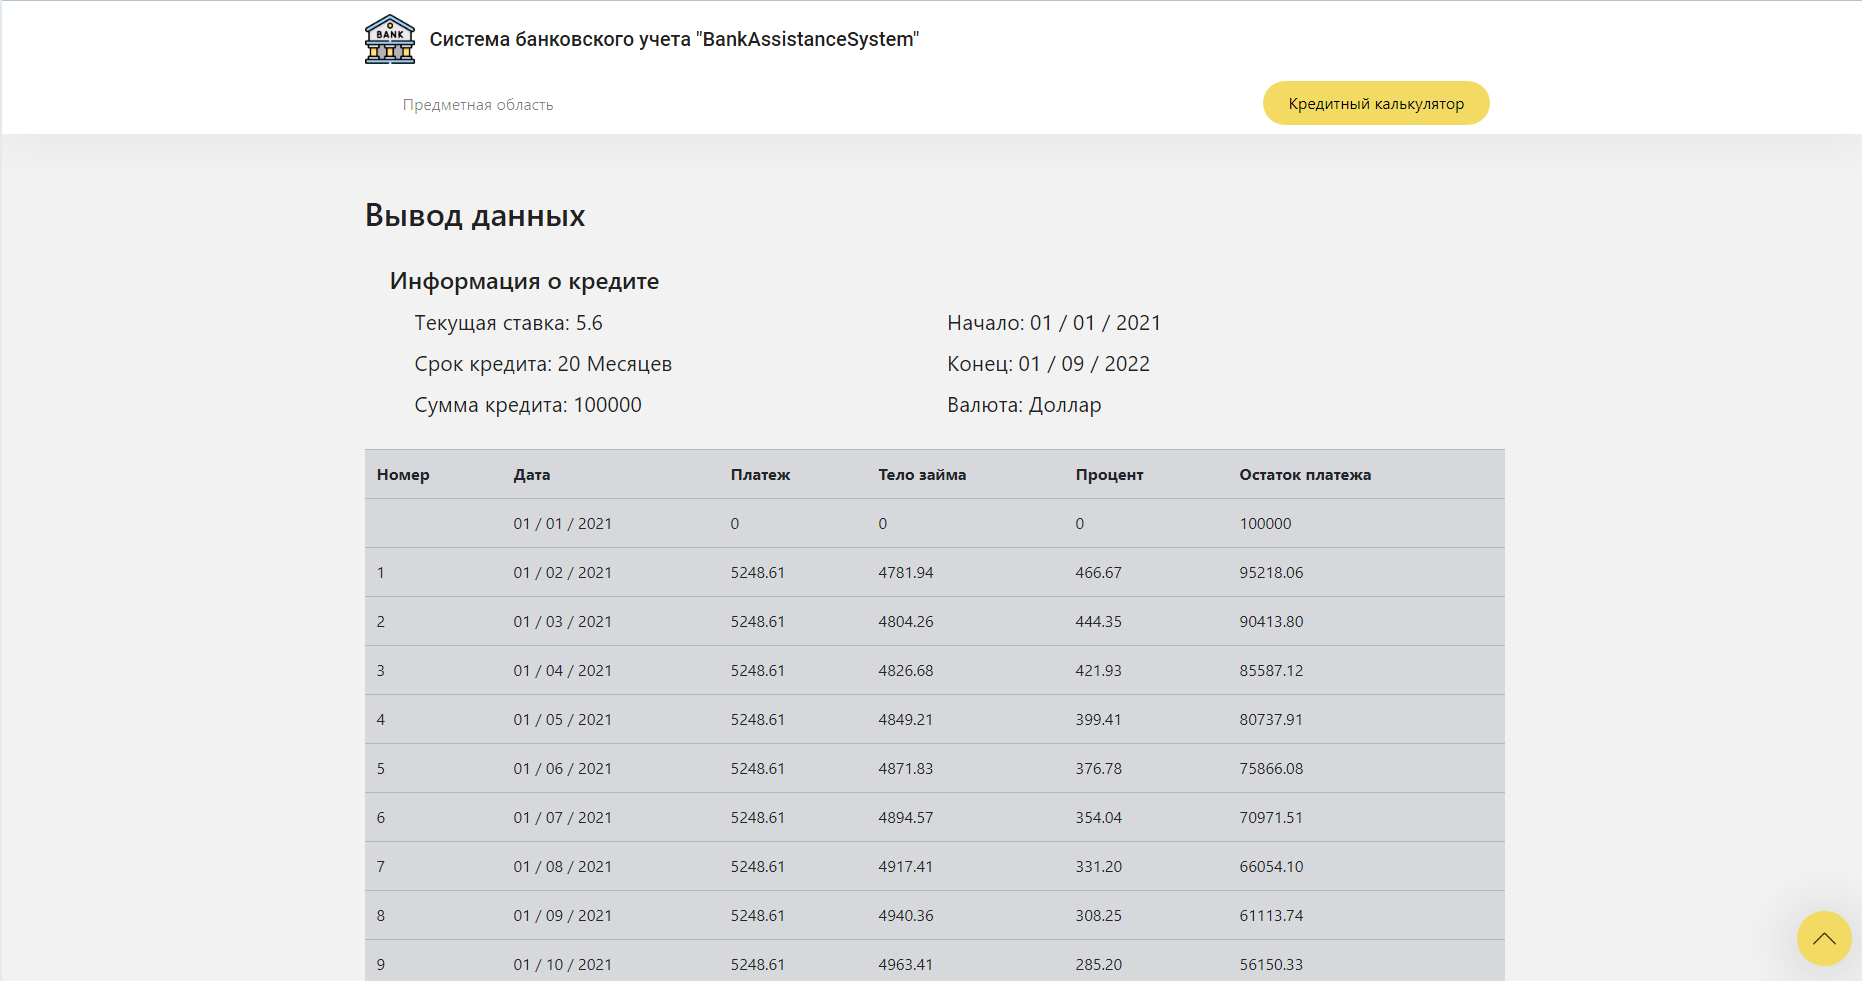 BANK
Система банковского учета "BankAssistanceSystem"
Предметная область
Кредитный калькулятор
Вывод данных
Информация о кредите
Текущая ставка: 5.6
Начало: 01 / 01 / 2021
Срок кредита: 20 Месяцев
Конец: 01 / 09 / 2022
Сумма кредита: 100000
Валюта: Доллар
Номер Дата Платеж Тело займа Процент Остаток платежа
01 / 01 / 2021 0 0 0 100000
1 01 / 02 / 2021 5248.61 4781.94 466.67 95218.06
2 01 / 03 / 2021 5248.61 4804.26 444.35 90413.80
3 01 / 04 / 2021 5248.61 4826.68 421.93 85587.12
4 01 / 05 / 2021 5248.61 4849.21 399.41 80737.91
5 01 / 06 / 2021 5248.61 4871.83 376.78 75866.08
6 01 / 07 / 2021 5248.61 4894.57 354.04 70971.51
7 01 / 08 / 2021 5248.61 4917.41 331.20 66054.10
8 01 / 09 / 2021 5248.61 4940.36 308.25 61113.74
9 01 / 10 / 2021 5248.61 4963.41 285.20 56150.33